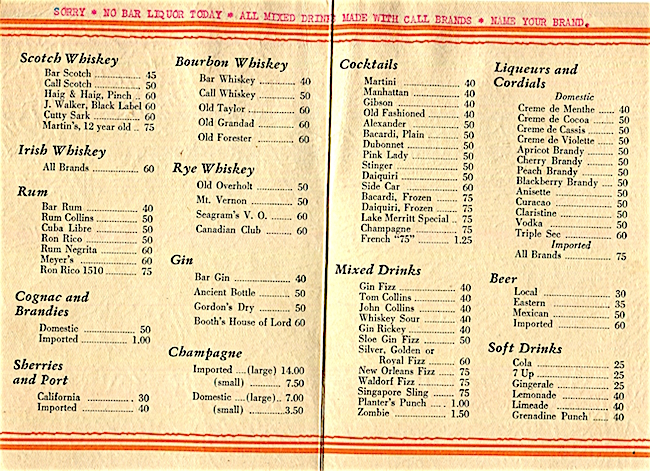 SORRY * NO BAR LIQUOR TODAY * ALL MIXED DRINKS MADE WITH CALL BRANDS * NAME YOUR BRAND.
Scotch Whiskey
Bar Scotch 45
Call Scotch 50
Haig & Haig, Pinch 60
J. Walker, Black Label 60
Cutty Sark 60
Martin's, 12 year old 75
Irish Whiskey
All Brands 60
Rum
Bar Rum 40
Rum Collins 50
Cuba Libre 50
Ron Rico 50
Rum Negrita 60
Meyer's 60
Ron Rico 1510 75
Cognac and
Brandies
Domestic 50
Imported 1.00
Sherries
and Port
California 30
Imported 40
Bourbon Whiskey
Bar Whiskey 40
Call Whiskey 50
Old Taylor 60
Old Grandad 60
Old Forester 60
Rye Whiskey
Old Overholt 50
Mt. Vernon 50
Seagram's V. O. 60
Canadian Club 60
Gin
Bar Gin 40
Ancient Bottle 50
Gordon's Dry 50
Booth's House of Lord 60
Champagne
Imported (large) 14.00
(small) 7.50
Domestic (large) 7.00
(small) 3.50
Cocktails
Martini 40
Manhattan 40
Gibson 40
Old Fashioned 40
Alexander 50
Bacardi, Plain 50
Dubonnet 50
Pink Lady 50
Stinger 50
Daiquiri 50
Side Car 60
Bacardi, Frozen 75
Daiquiri, Frozen 75
Lake Merritt Special 75
Champagne 75
French "75" 1.25
Mixed Drinks
Gin Fizz 40
Tom Collins 40
John Collins 40
Whiskey Sour 40
Gin Rickey 40
Sloe Gin Fizz 50
Silver, Golden or
Royal Fizz 60
New Orleans Fizz 75
Waldorf Fizz 75
Singapore Sling 75
Planter's Punch 1.00
Zombie 1.50
Liqueurs and
Cordials
Domestic
Creme de Menthe 40
Creme de Cocoa 50
Creme de Cassis 50
Creme de Violette 50
Apricot Brandy 50
Cherry Brandy 50
Peach Brandy 50
Blackberry Brandy 50
Anisette 50
Curacao 50
Claristine 50
Vodka 50
Triple Sec 60
Imported
All Brands 75
Beer
Local 30
Eastern 35
Mexican 50
Imported 60
Soft Drinks
Cola 25
7 Up 25
Gingerale 25
Lemonade 40
Limeade 40
Grenadine Punch 40